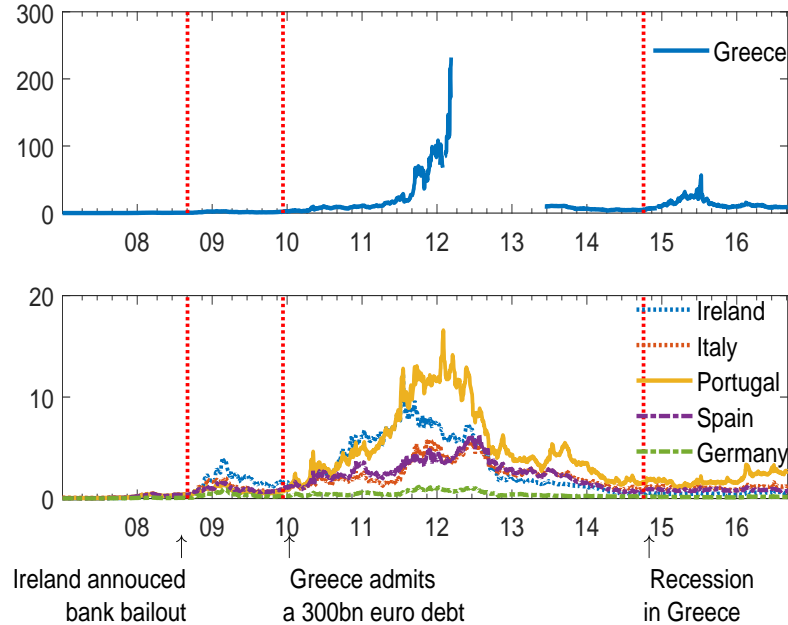 300
Greece
200
100
0
08 09 10 11 12 13 14 15 16
20
Ireland
Italy
Portugal
10
Spain
Germany
0
08 09 10 11 12 13 14 15 16
↑ ↑ ↑
Ireland annouced Greece admits Recession
bank bailout a 300bn euro debt in Greece